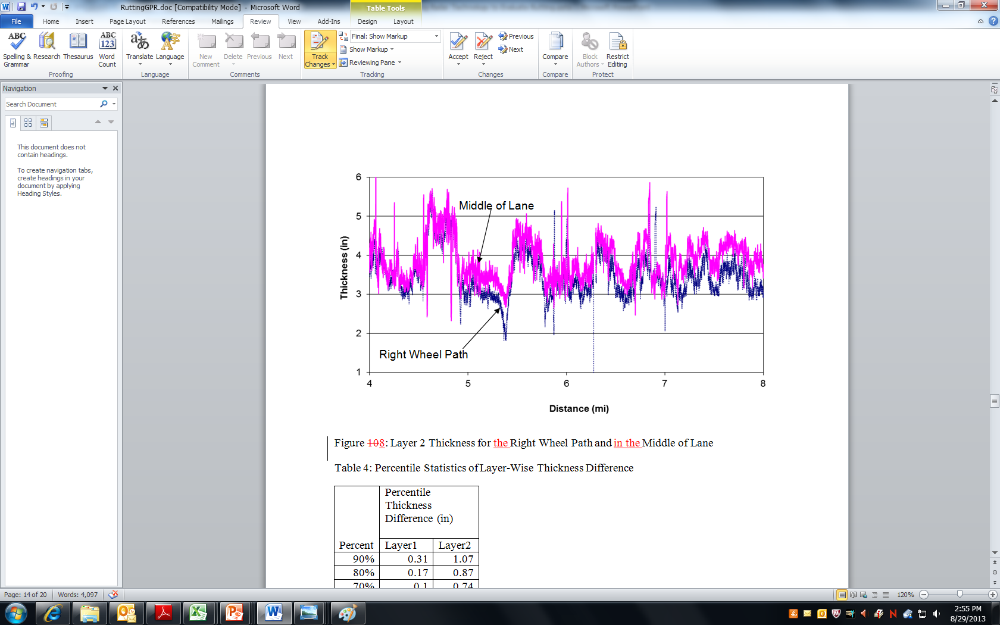 RuttingGPR.doc [Compatibility Mode] - Microsoft Word
Table Tools
File Home Insert Page Layout References Mailings Review View Add-Ins Design Layout
Spelling & Grammar
Research
Thesaurus
Word Count
Proofing
Translate
Language
Language
New Comment
Delete
Previous
Next
Comments
Track Changes
Final: Show Markup
Show Markup
Reviewing Pane
Tracking
Accept
Reject
Previous
Next
Changes
Compare
Compare
Block Authors
Restrict Editing
Protect
Navigation
Search Document
This document does not
contain headings.
To create navigation tabs,
create headings in your
document by applying
Heading Styles.
6
5
4
3
2
1
Thickness (in)
Middle of Lane
Right Wheel Path
4 5 6 7 8
Distance (mi)
Figure 108: Layer 2 Thickness for the Right Wheel Path and in the Middle of Lane
Table 4: Percentile Statistics of Layer-Wise Thickness Difference
Percentile
Thickness
Difference (in)
Percent Layer1 Layer2
90% 0.31 1.07
80% 0.17 0.87
70% 0.1 0.74
Page: 14 of 20 Words: 4,097
120%
2:55 PM
8/29/2013